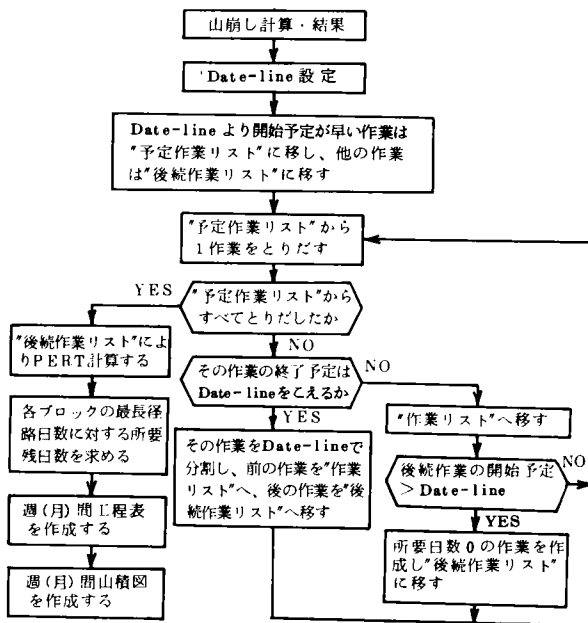 山崩し計算・結果
Date-line設定
Date-lineより開始予定が早い作業は
"予定作業リスト"に移し、他の作業
は"後続作業リスト"に移す
"予定作業リスト"から
1作業をとりだす
YES
"予定作業リスト"から
すべてとりだしたか
NO
"後続作業リスト"によ
りPERT計算する
各ブロックの最長径
路日数に対する所要
残日数を求める
週(月)間工程表
を作成する
週(月)間山積図
を作成する
その作業の終了予定は
Date-lineをこえるか
NO
YES
その作業をDate-lineで
分割し、前の作業を"作業
リスト"へ、後の作業を"後
続作業リスト"へ移す
"作業リスト"へ移す
後続作業の開始予定
>Date-line
NO
YES
所要日数0の作業を作
成し"後続作業リスト"
に移す